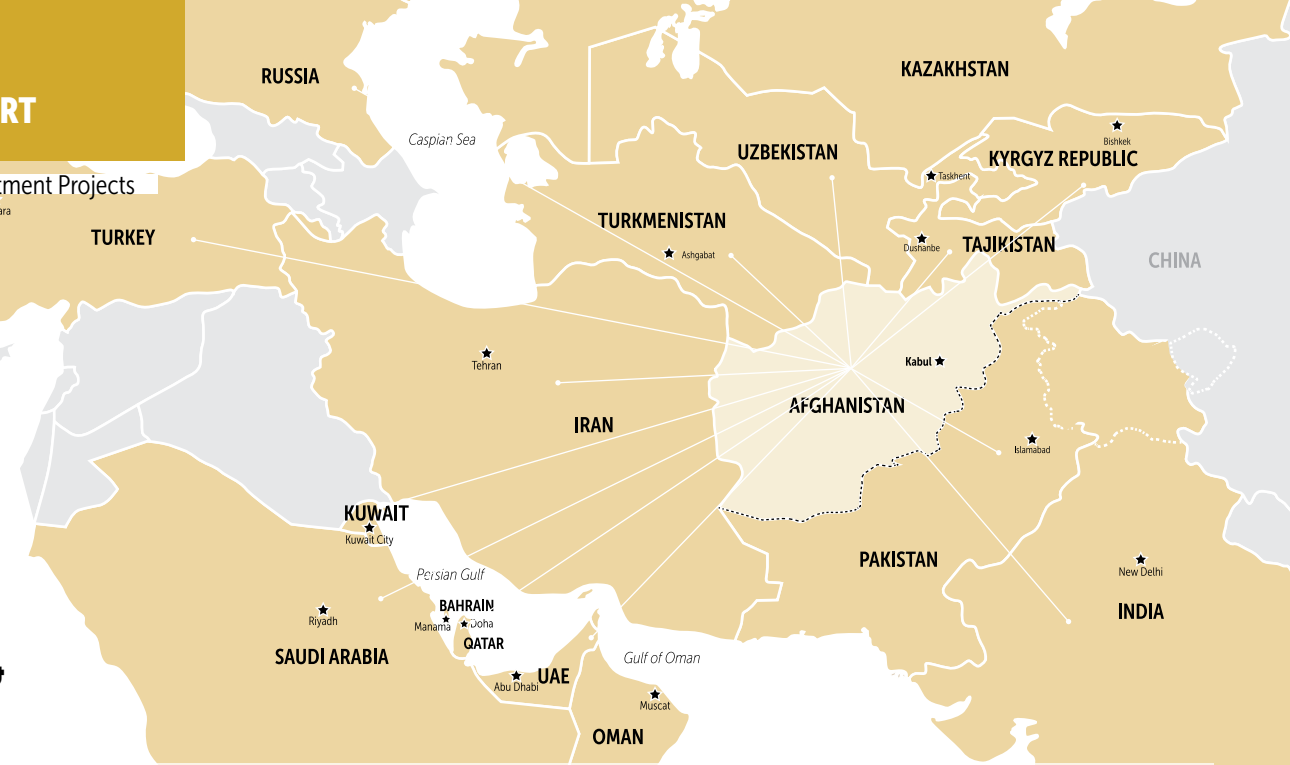 RT
tment Projects
ara
RUSSIA
KAZAKHSTAN
Caspian Sea
Bishkek
KYRGYZ REPUBLIC
UZBEKISTAN
Taskhent
TURKEY
TURKMENISTAN
Ashgabat
Dushanbe
TAJIKISTAN
CHINA
Tehran
Kabul
AFGHANISTAN
IRAN
Islamabad
KUWAIT
Kuwait City
PAKISTAN
Persian Gulf
New Delhi
BAHRAIN
Manama
Doha
INDIA
Riyadh
QATAR
SAUDI ARABIA
Gulf of Oman
UAE
Abu Dhabi
Muscat
OMAN